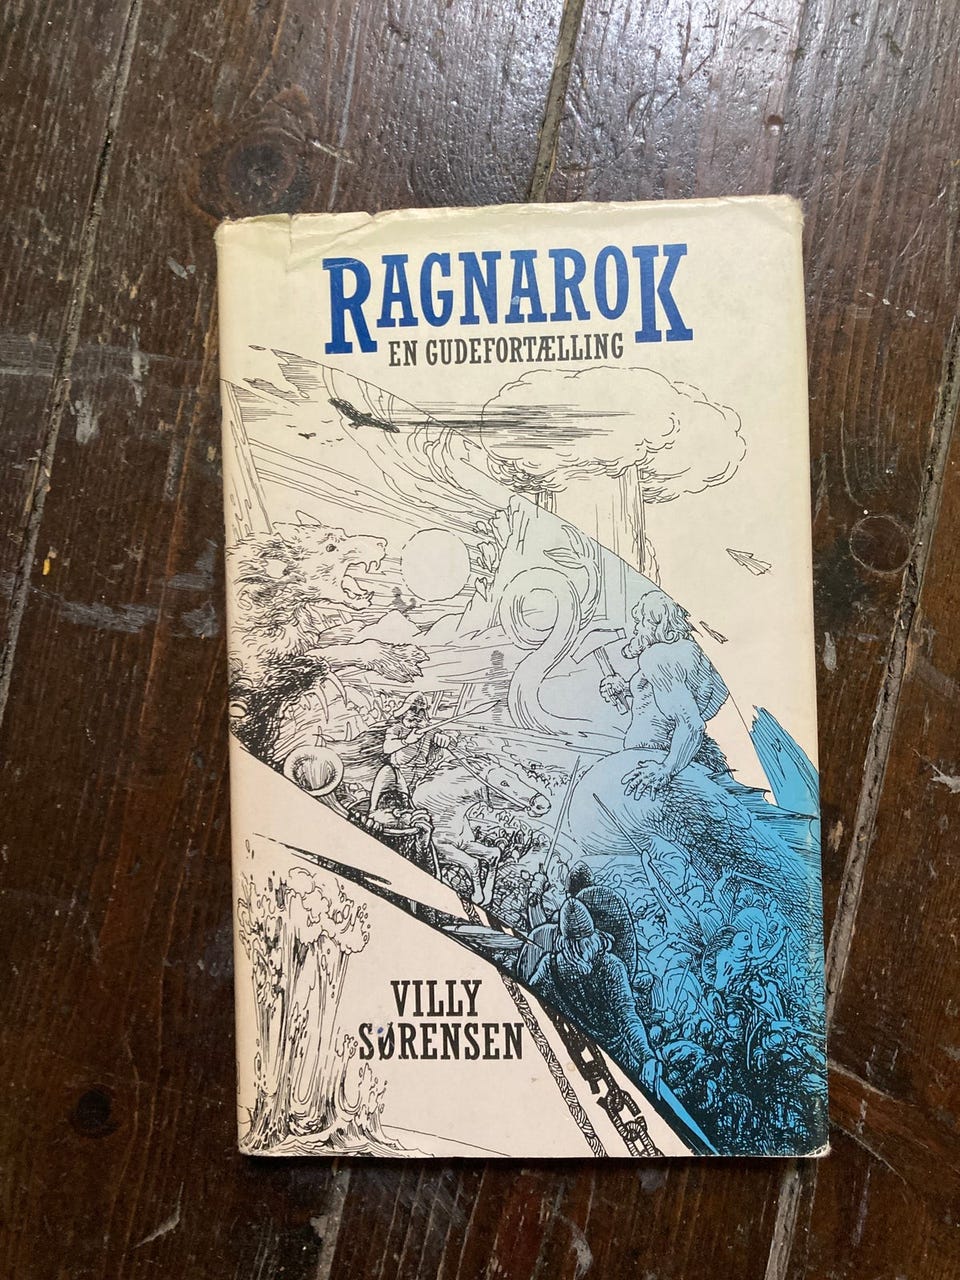 RAGNAROK
EN GUDEFORTÆLLING
VILLY
SØRENSEN